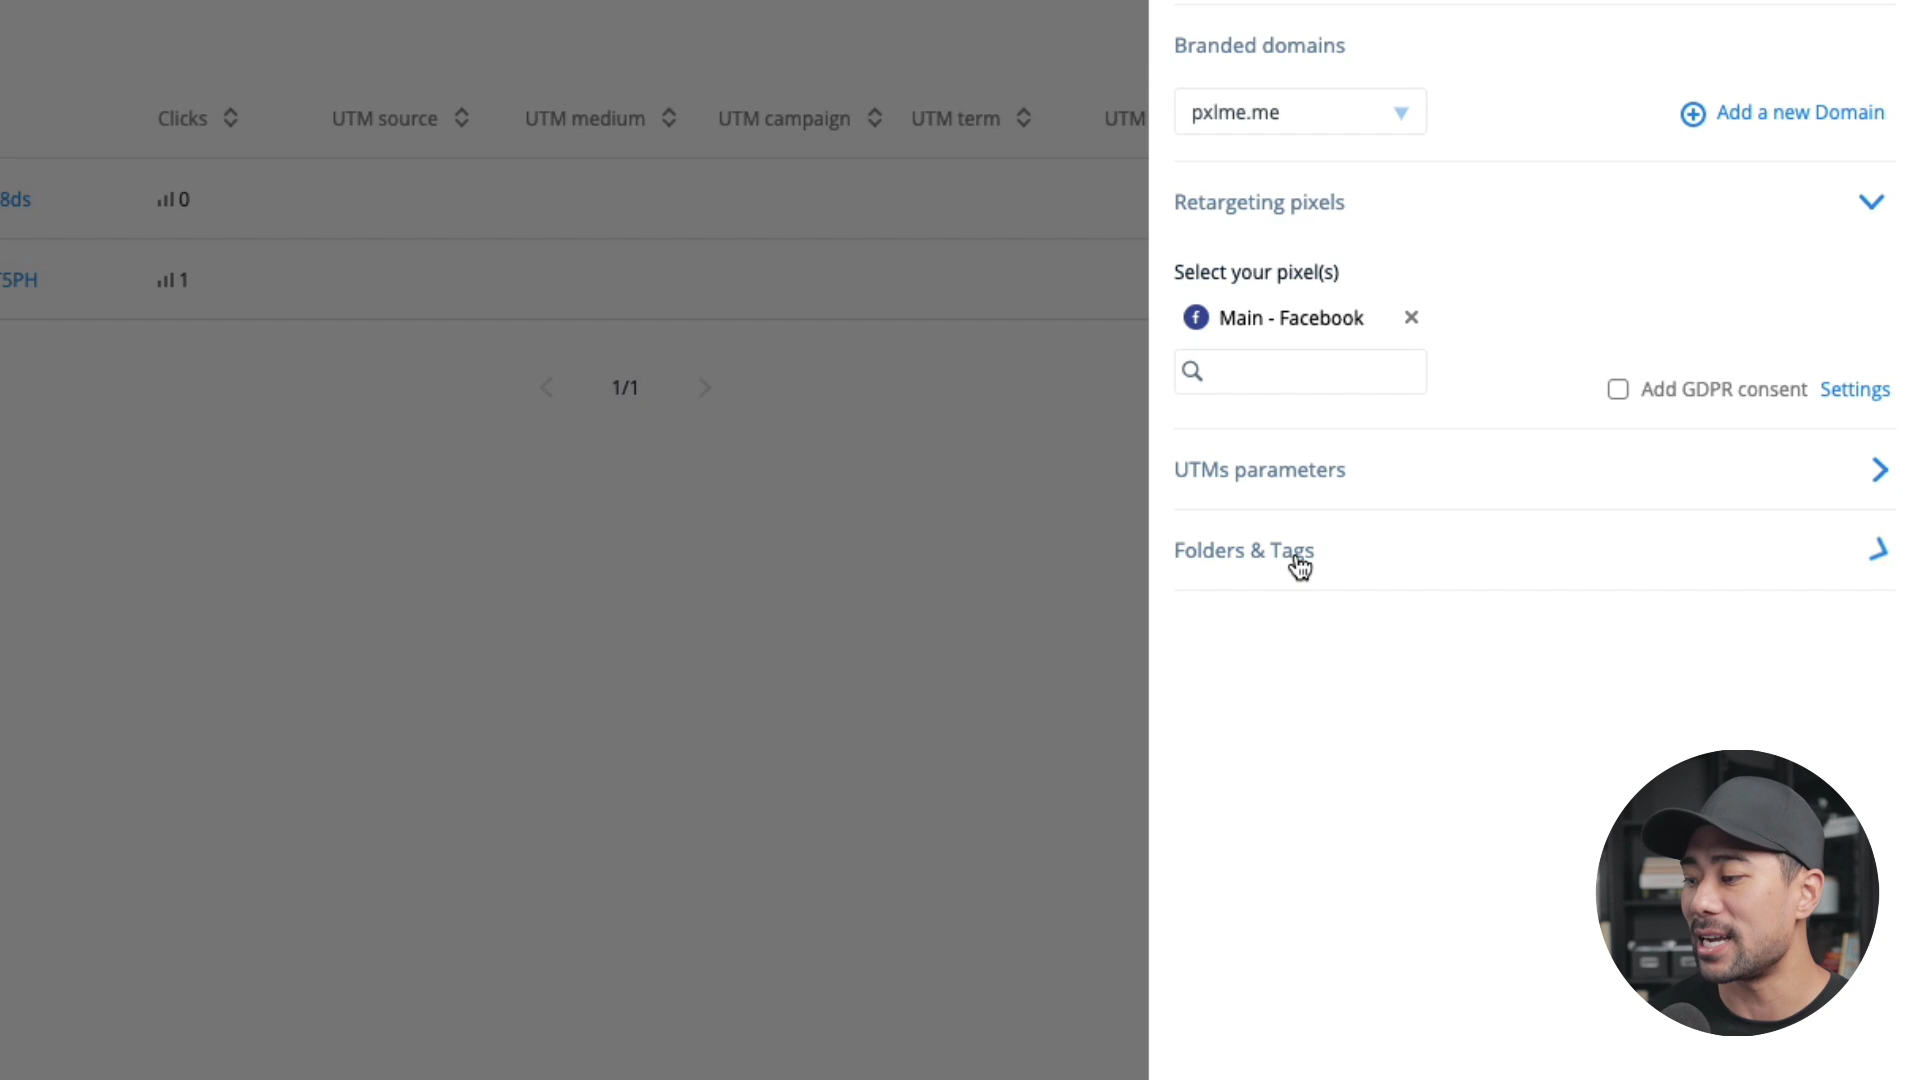 Clicks UTM source UTM medium UTM campaign UTM term UTM
8ds 0
5PH 1
1/1
Branded domains
pxlme.me
Add a new Domain
Retargeting pixels
Select your pixel(s)
Main - Facebook
Add GDPR consent Settings
UTMs parameters
Folders & Tags